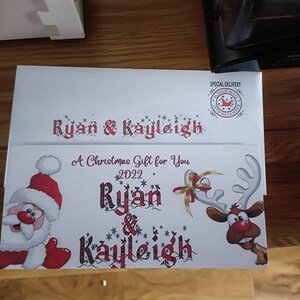 SPECIAL DELIVERY
Ryan & Kayleigh
A Christmas Gift for You
2022
Ryan
&
Kayleigh